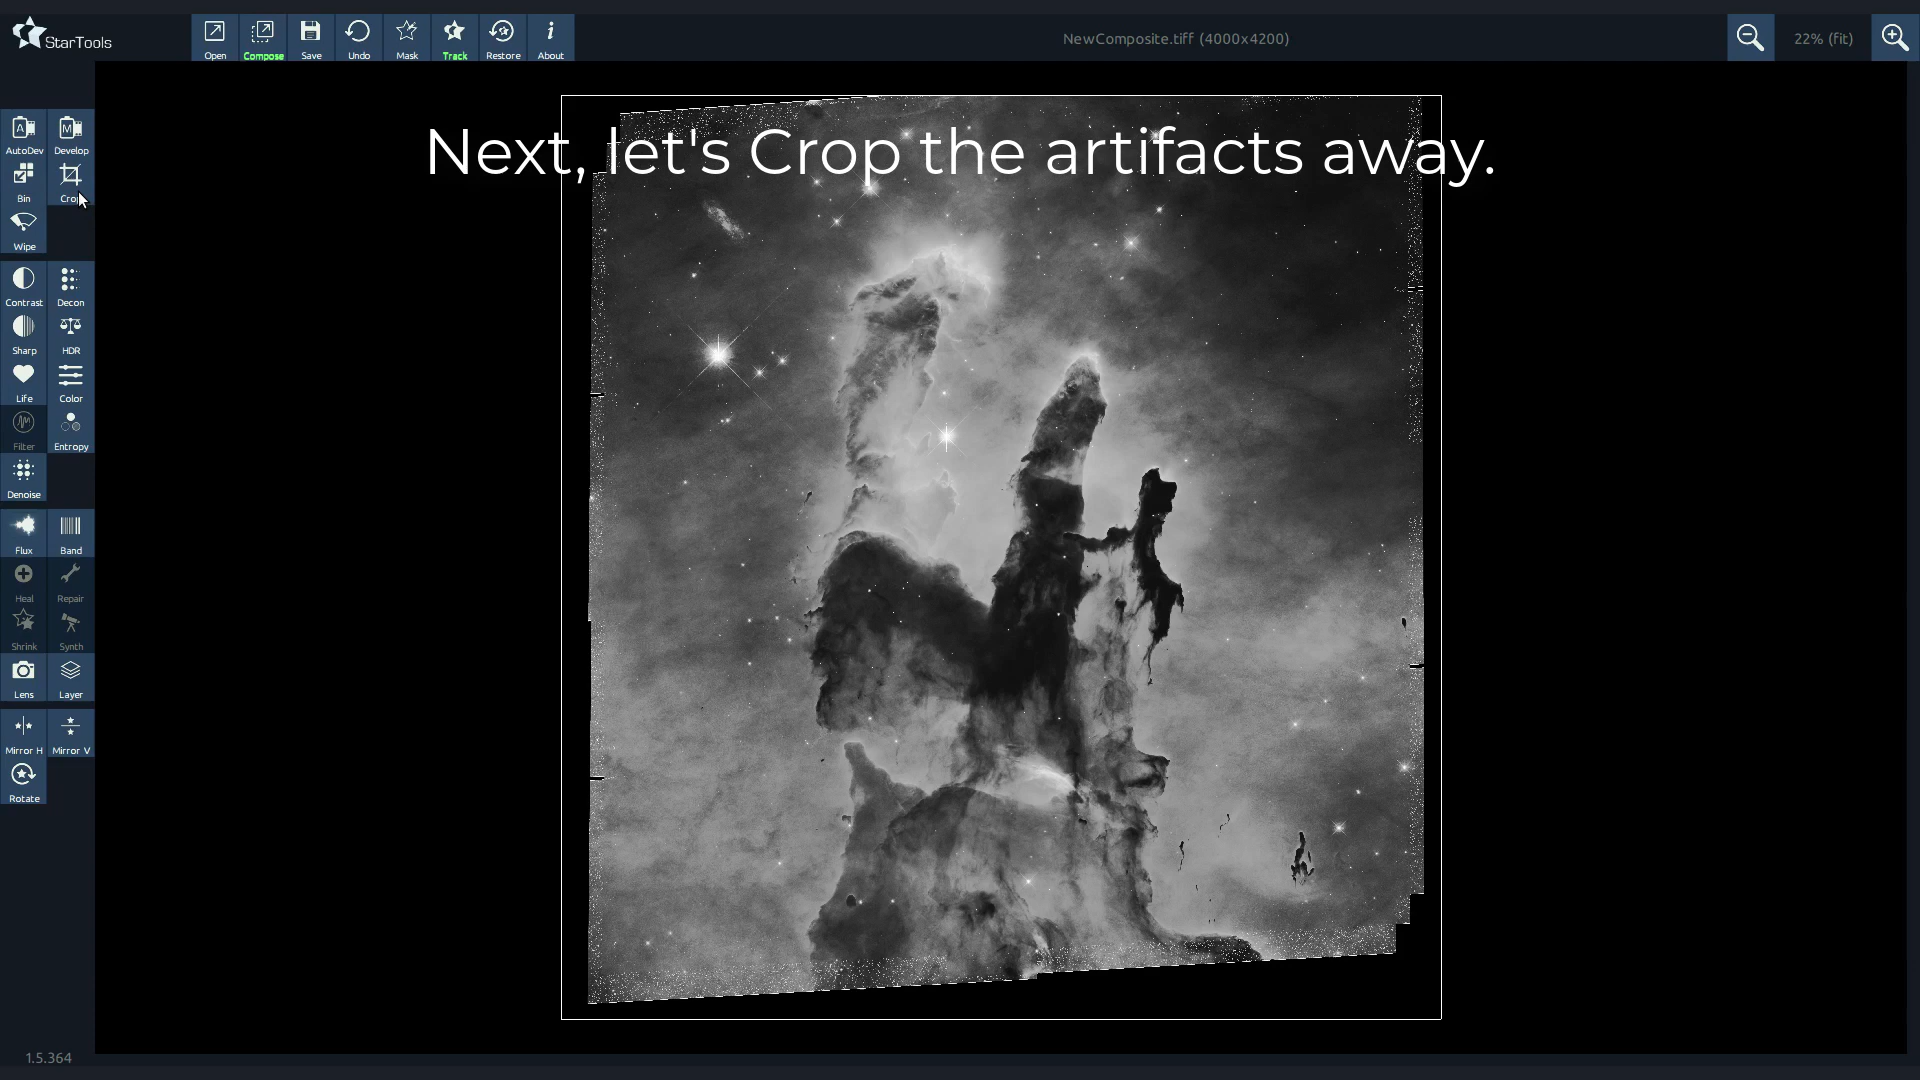 StarTools
Open
Compose
Save
Undo
Mask
Track
Restore
About
NewComposite.tiff (4000x4200)
22% (fit)
Next, let's Crop the artifacts away.
AutoDev
Develop
Bin
Crop
Wipe
Contrast
Decon
Sharp
HDR
Life
Color
Filter
Entropy
Denoise
Flux
Band
Heal
Repair
Shrink
Synth
Lens
Layer
Mirror H
Mirror V
Rotate
1.5.364